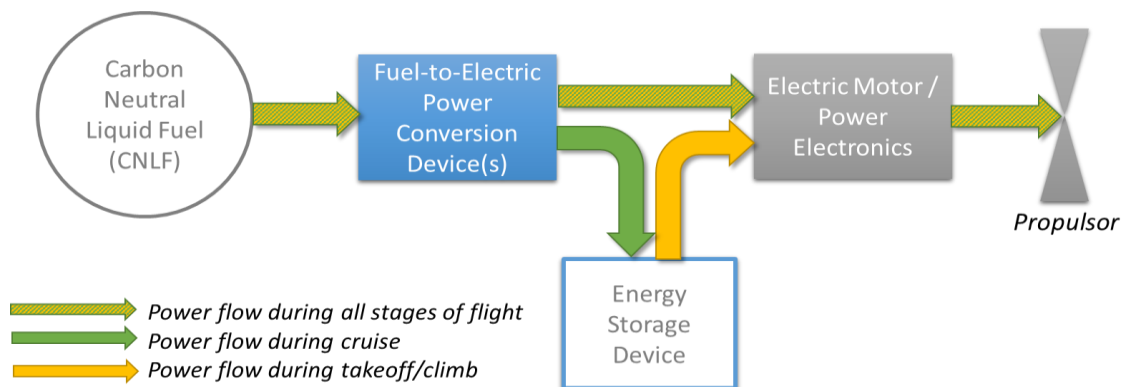 Carbon
Neutral
Liquid Fuel
(CNLF)
Fuel-to-Electric
Power
Conversion
Device(s)
Electric Motor /
Power
Electronics
Propulsor
Energy
Storage
Device
Power flow during all stages of flight
Power flow during cruise
Power flow during takeoff/climb